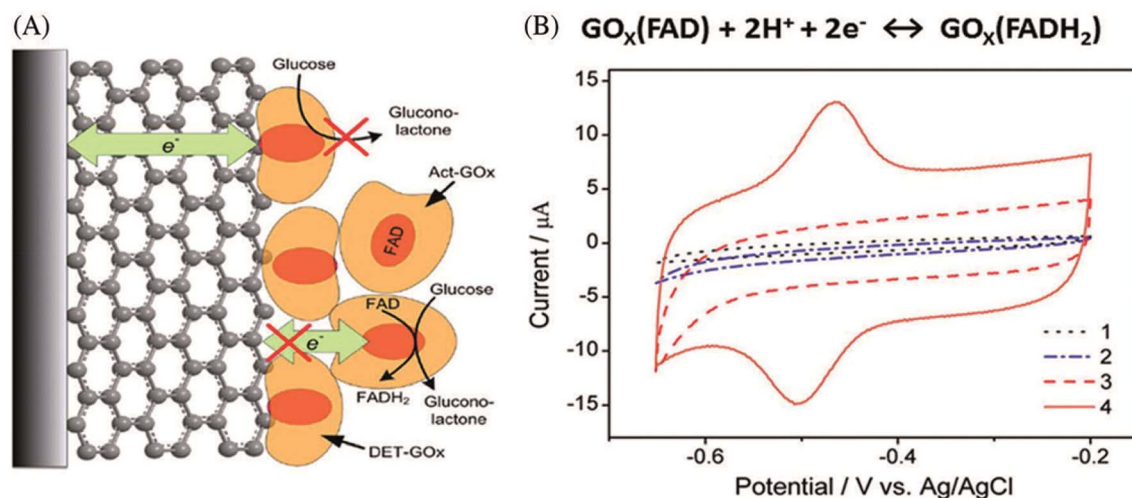 (A)
Glucose
Glucono-
lactone
e-
Act-GOx
FAD
Glucose
FAD
e-
FADH₂
Glucono-
lactone
DET-GOx
(B) GOₓ(FAD) + 2H⁺ + 2e⁻ ↔ GOₓ(FADH₂)
Current / μA
10
5
0
-5
-10
-15
1
2
3
4
-0.6
-0.4
-0.2
Potential / V vs. Ag/AgCl